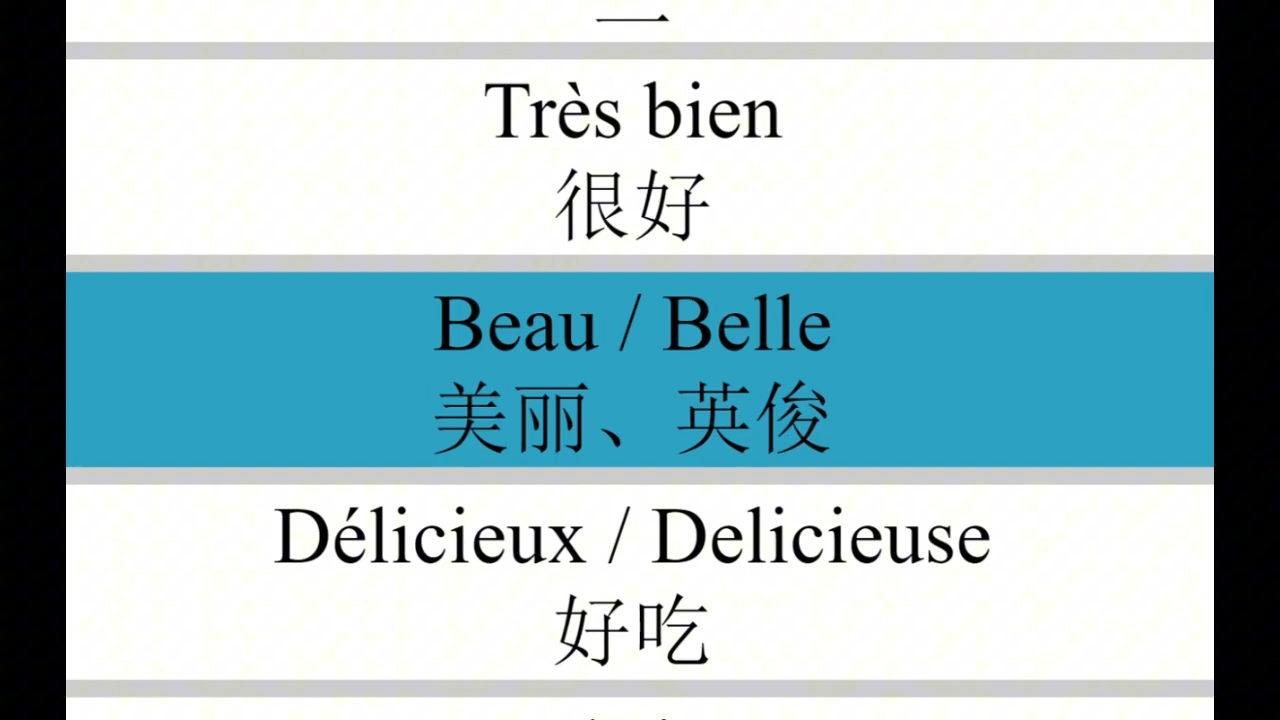 Très bien
很好
Beau / Belle
美丽、英俊
Délicieux / Delicieuse
好吃